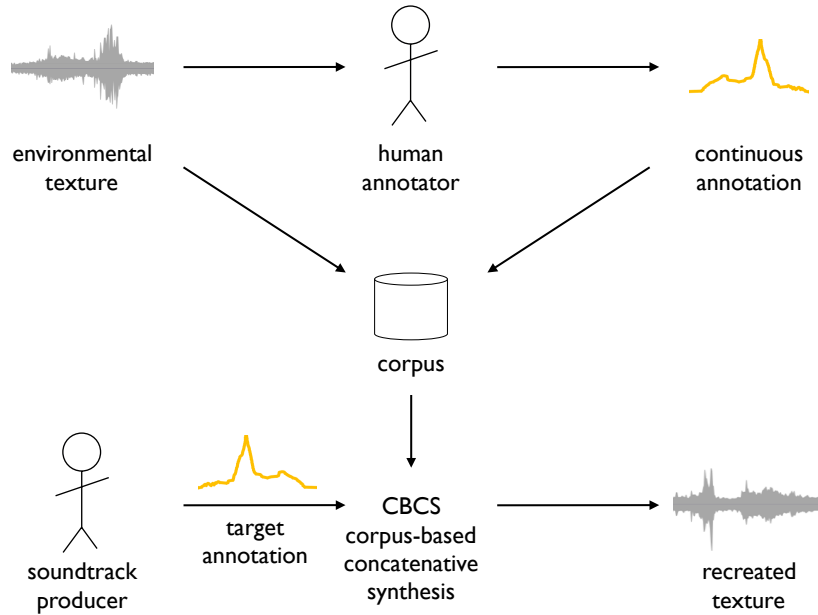 environmental
texture
human
annotator
continuous
annotation
corpus
target
annotation
CBCS
corpus-based
concatenative
synthesis
soundtrack
producer
recreated
texture